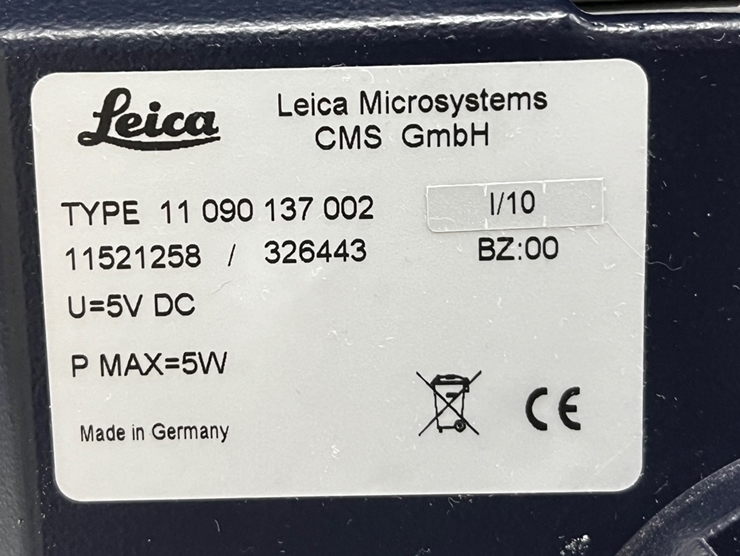 Leica
Leica Microsystems
CMS GmbH
TYPE 11 090 137 002
I/10
11521258 / 326443
BZ:00
U=5V DC
P MAX=5W
Made in Germany
CE